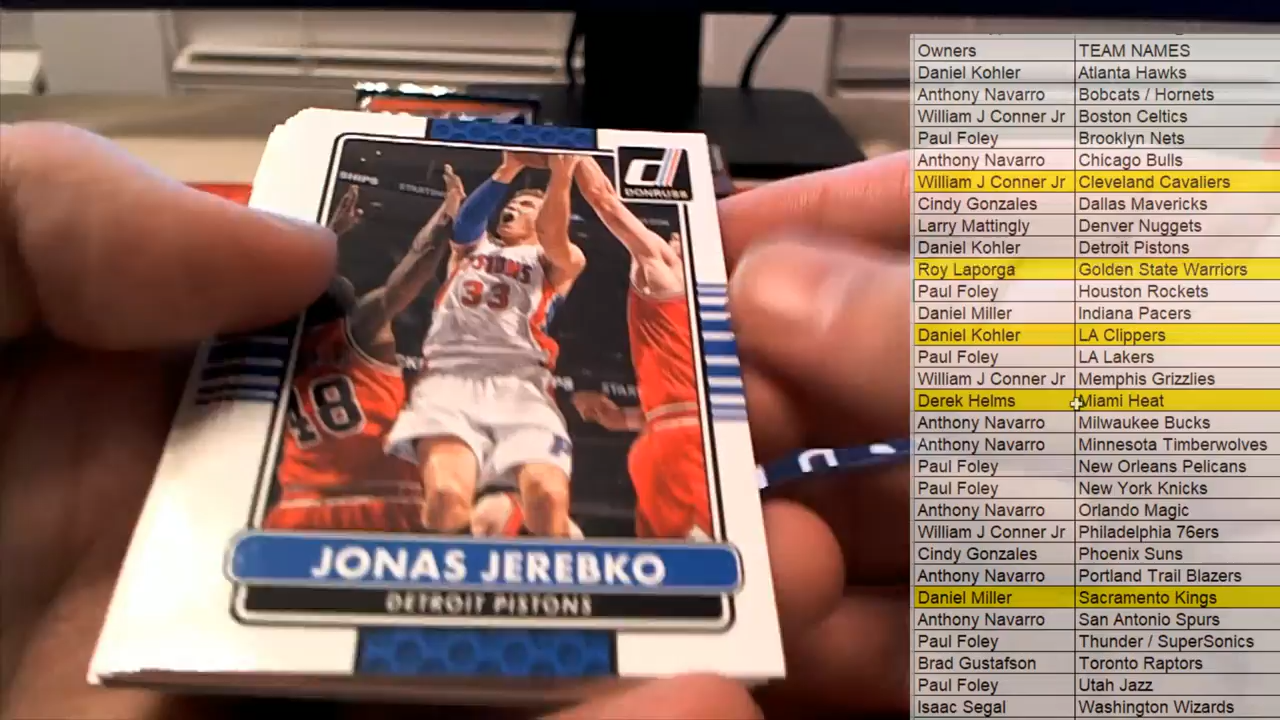 SHIPS
STARTIN
DONRUSS
PISTONS
33
48
STAR
JONAS JEREBKO
DETROIT PISTONS
Owners TEAM NAMES
Daniel Kohler Atlanta Hawks
Anthony Navarro Bobcats / Hornets
William J Conner Jr Boston Celtics
Paul Foley Brooklyn Nets
Anthony Navarro Chicago Bulls
William J Conner Jr Cleveland Cavaliers
Cindy Gonzales Dallas Mavericks
Larry Mattingly Denver Nuggets
Daniel Kohler Detroit Pistons
Roy Laporga Golden State Warriors
Paul Foley Houston Rockets
Daniel Miller Indiana Pacers
Daniel Kohler LA Clippers
Paul Foley LA Lakers
William J Conner Jr Memphis Grizzlies
Derek Helms Miami Heat
Anthony Navarro Milwaukee Bucks
Anthony Navarro Minnesota Timberwolves
Paul Foley New Orleans Pelicans
Paul Foley New York Knicks
Anthony Navarro Orlando Magic
William J Conner Jr Philadelphia 76ers
Cindy Gonzales Phoenix Suns
Anthony Navarro Portland Trail Blazers
Daniel Miller Sacramento Kings
Anthony Navarro San Antonio Spurs
Paul Foley Thunder / SuperSonics
Brad Gustafson Toronto Raptors
Paul Foley Utah Jazz
Isaac Segal Washington Wizards